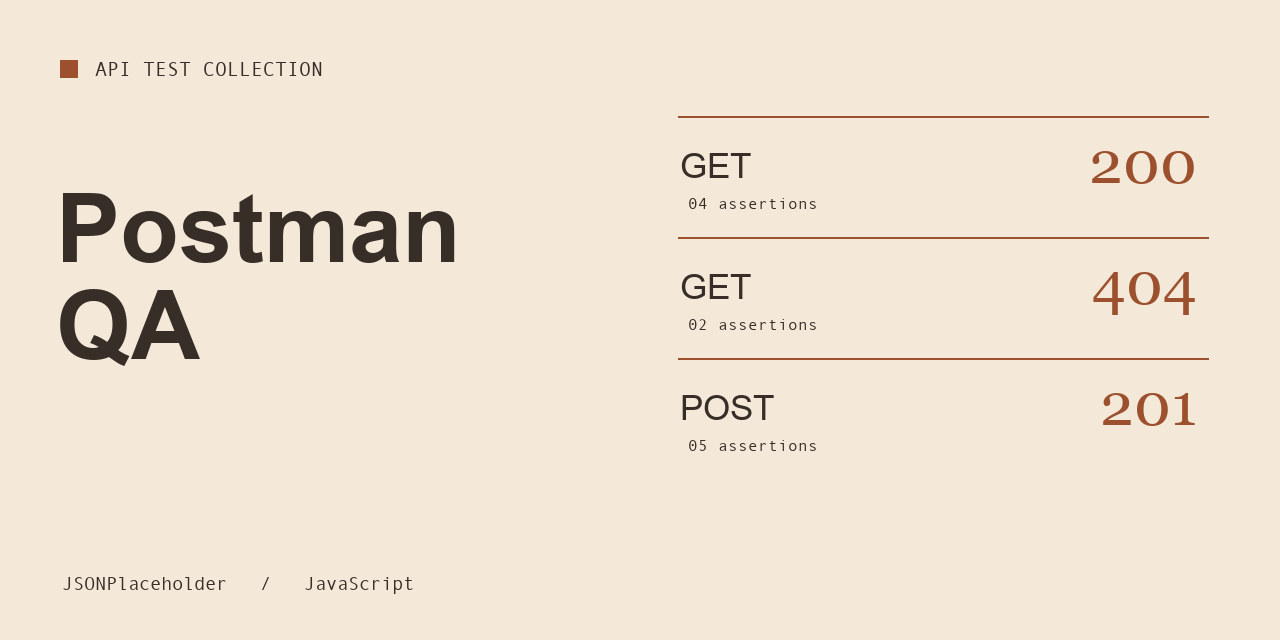 API TEST COLLECTION
Postman
QA
GET 200
04 assertions
GET 404
02 assertions
POST 201
05 assertions
JSONPlaceholder / JavaScript